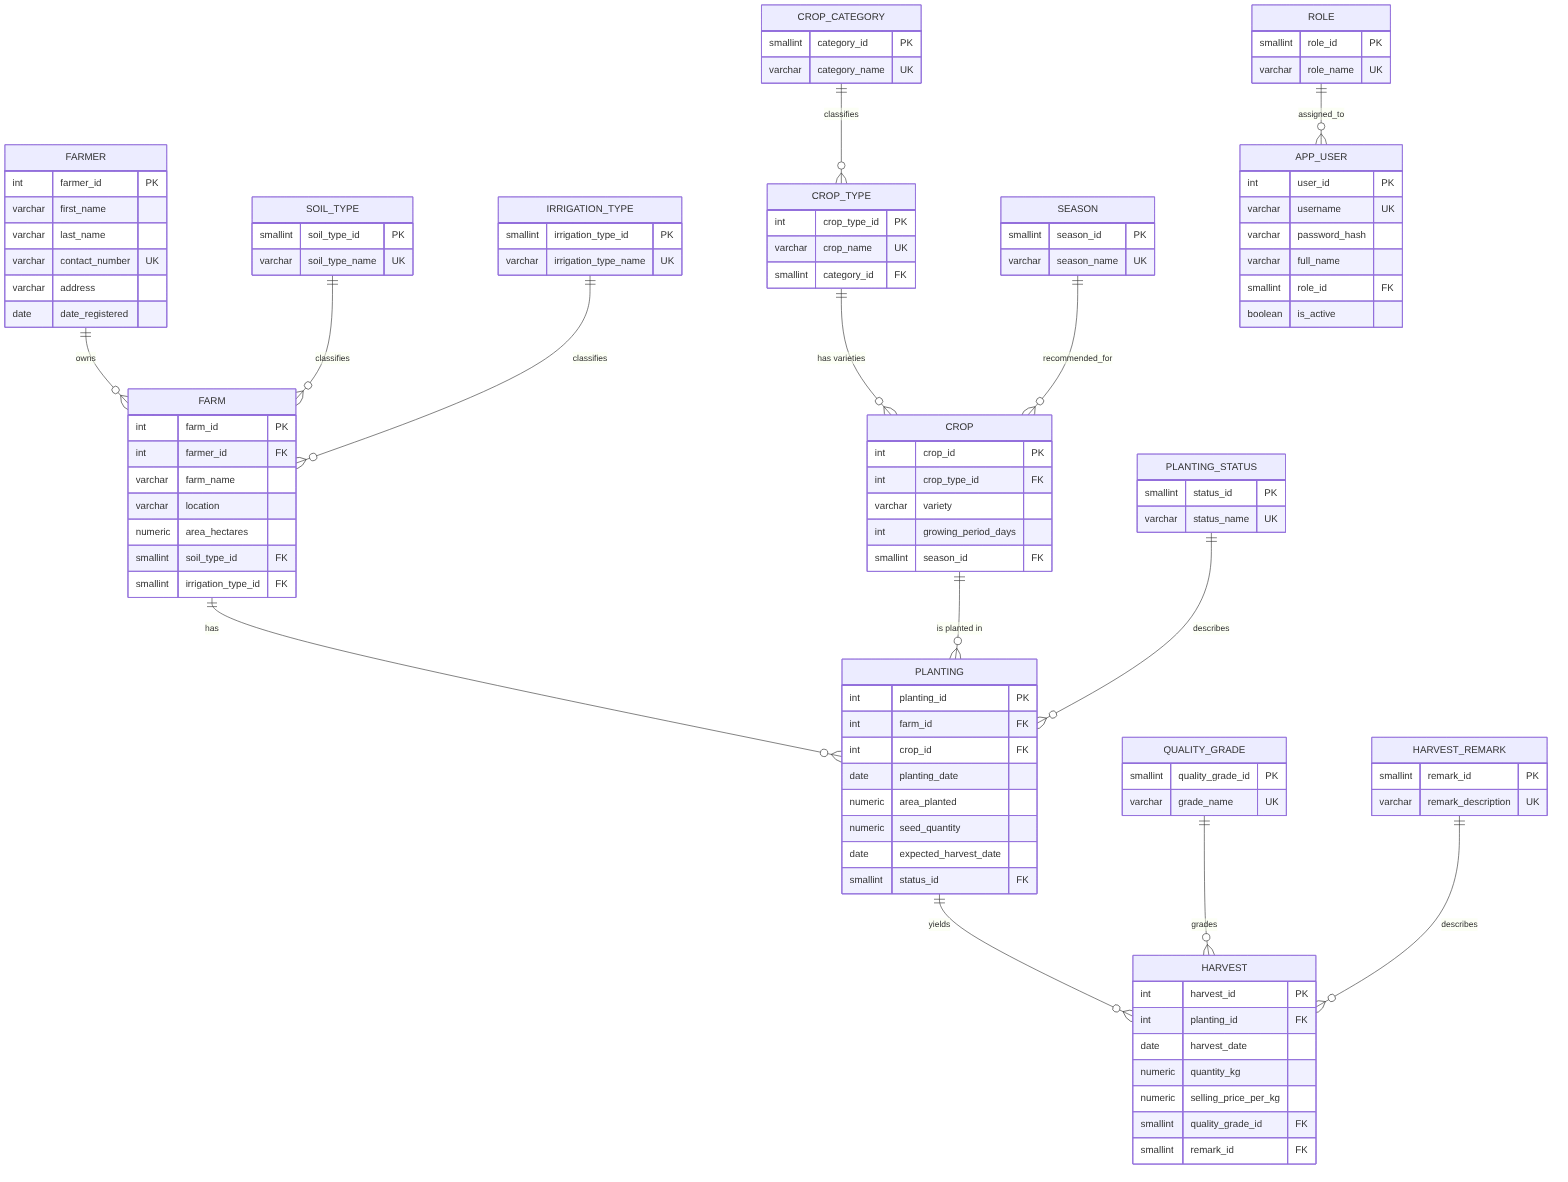 CROP_CATEGORY
smallint category_id PK
varchar category_name UK
ROLE
smallint role_id PK
varchar role_name UK
classifies
assigned_to
FARMER
int farmer_id PK
varchar first_name
varchar last_name
varchar contact_number UK
varchar address
date date_registered
SOIL_TYPE
smallint soil_type_id PK
varchar soil_type_name UK
IRRIGATION_TYPE
smallint irrigation_type_id PK
varchar irrigation_type_name UK
CROP_TYPE
int crop_type_id PK
varchar crop_name UK
smallint category_id FK
SEASON
smallint season_id PK
varchar season_name UK
APP_USER
int user_id PK
varchar username UK
varchar password_hash
varchar full_name
smallint role_id FK
boolean is_active
owns
classifies
classifies
has varieties
recommended_for
FARM
int farm_id PK
int farmer_id FK
varchar farm_name
varchar location
numeric area_hectares
smallint soil_type_id FK
smallint irrigation_type_id FK
CROP
int crop_id PK
int crop_type_id FK
varchar variety
int growing_period_days
smallint season_id FK
PLANTING_STATUS
smallint status_id PK
varchar status_name UK
has
is planted in
describes
PLANTING
int planting_id PK
int farm_id FK
int crop_id FK
date planting_date
numeric area_planted
numeric seed_quantity
date expected_harvest_date
smallint status_id FK
QUALITY_GRADE
smallint quality_grade_id PK
varchar grade_name UK
HARVEST_REMARK
smallint remark_id PK
varchar remark_description UK
yields
grades
describes
HARVEST
int harvest_id PK
int planting_id FK
date harvest_date
numeric quantity_kg
numeric selling_price_per_kg
smallint quality_grade_id FK
smallint remark_id FK